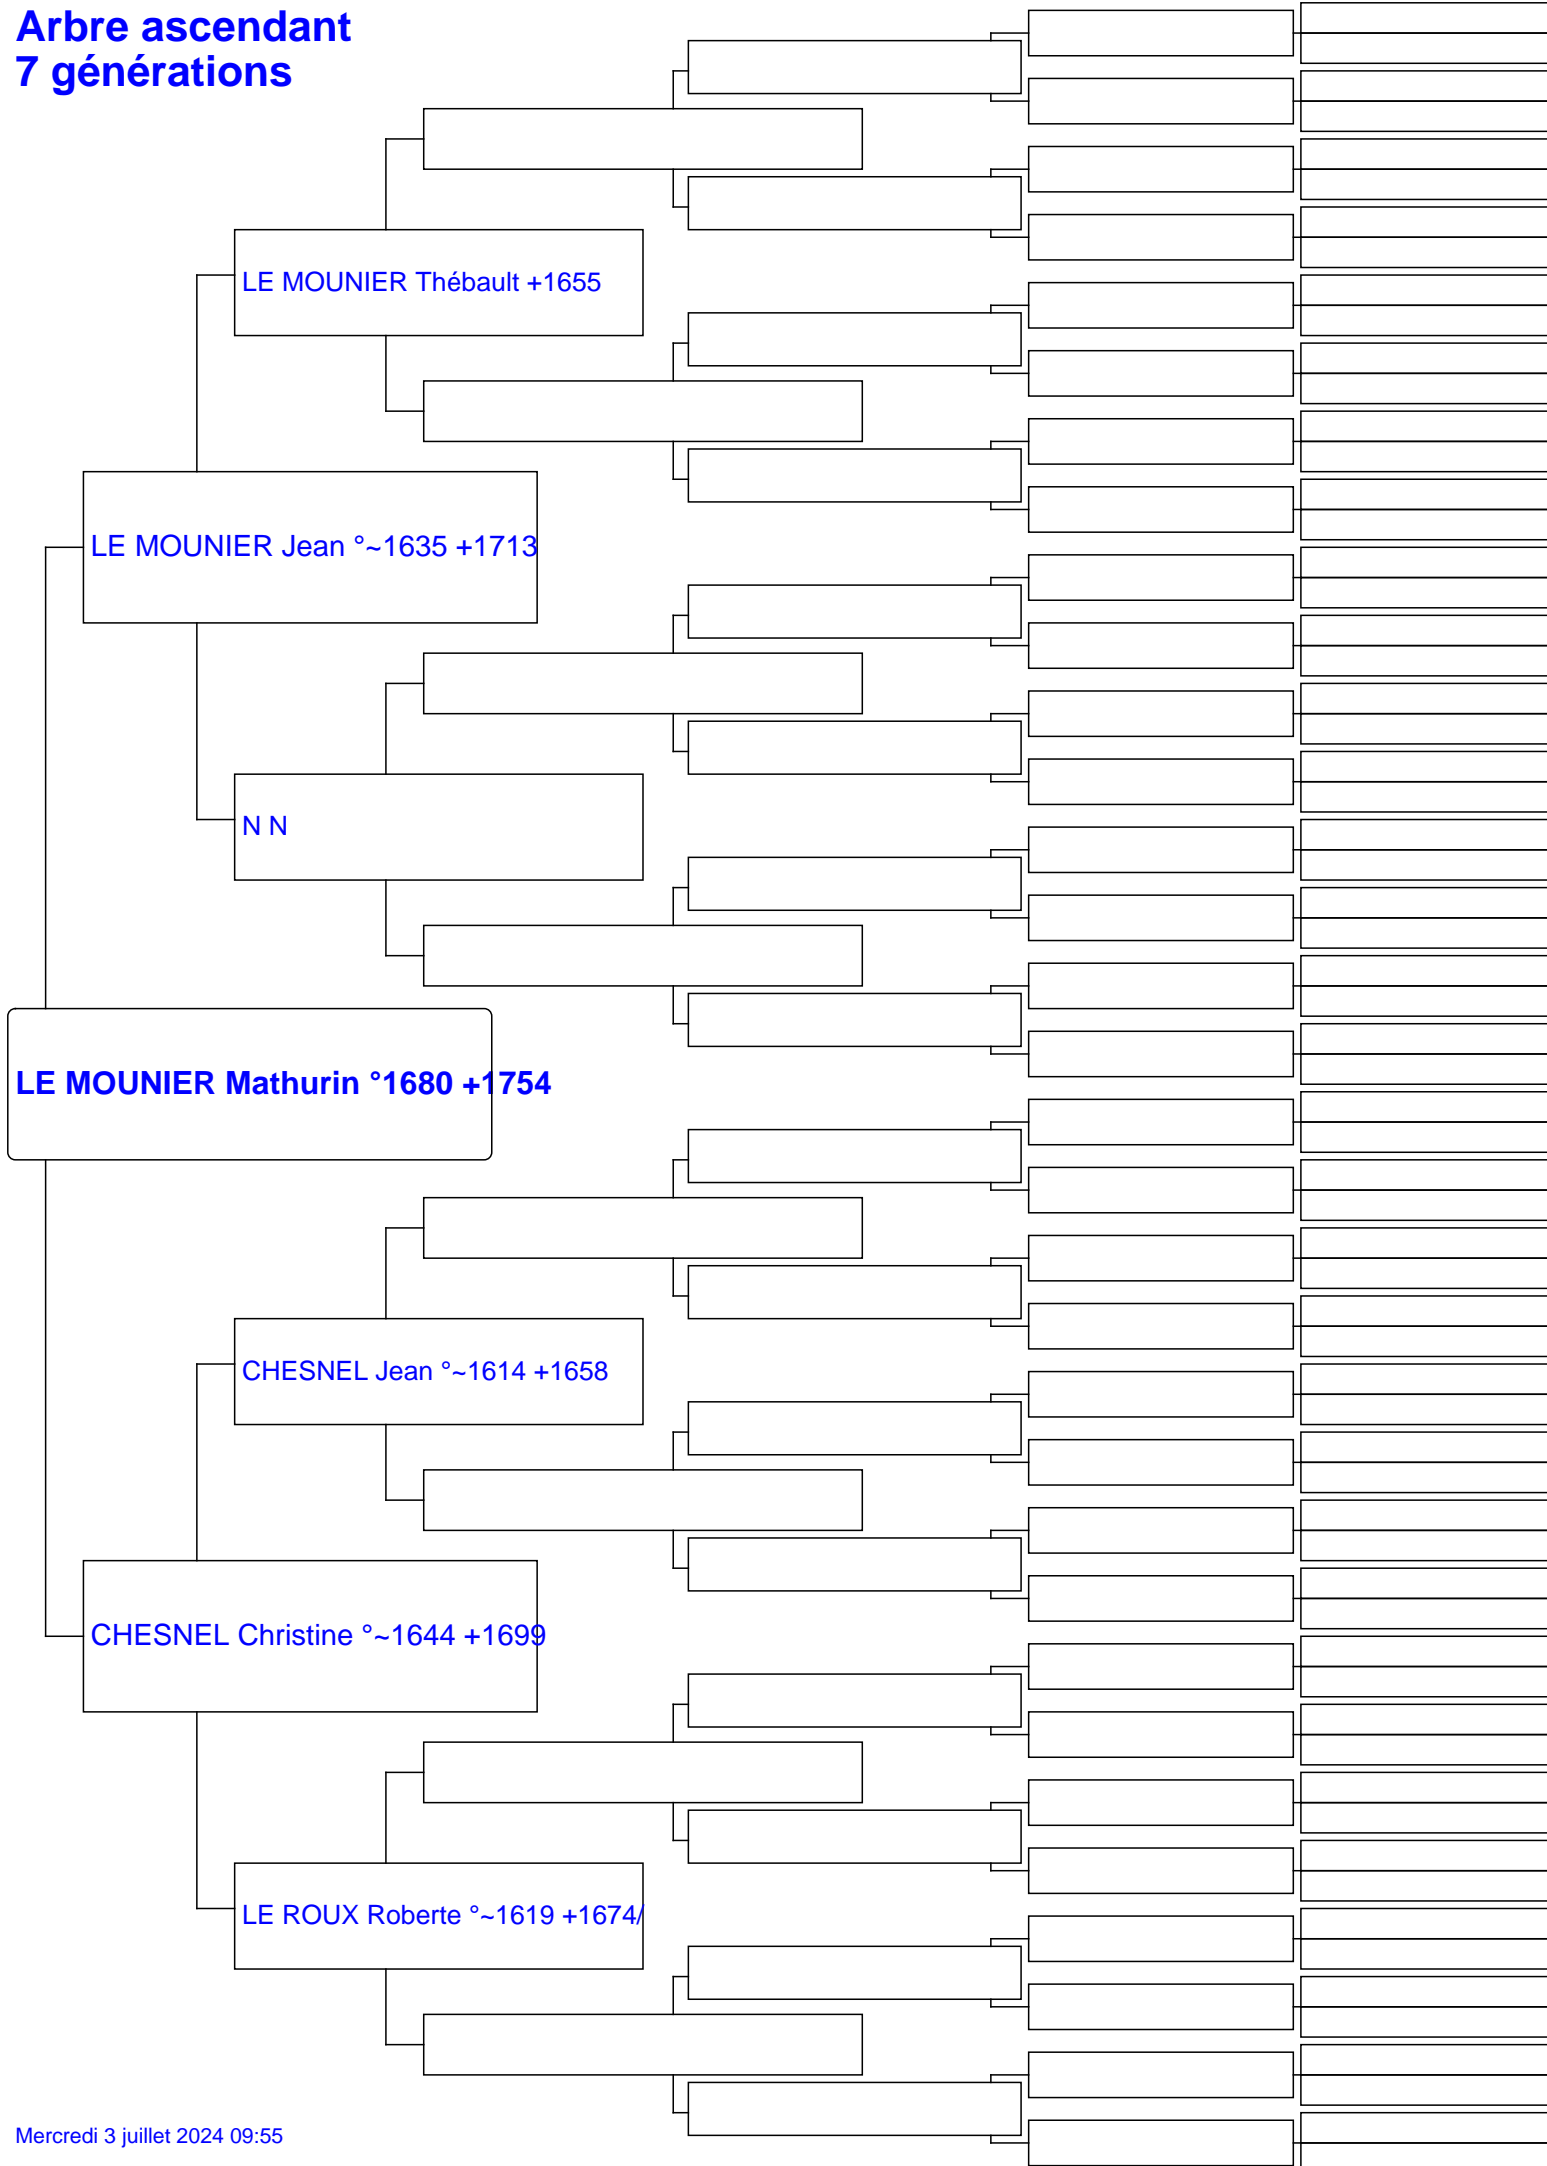 Arbre ascendant
7 générations
LE MOUNIER Thébault +1655
LE MOUNIER Jean °~1635 +1713
N N
LE MOUNIER Mathurin °1680 +1754
CHESNEL Jean °~1614 +1658
CHESNEL Christine °~1644 +1699
LE ROUX Roberte °~1619 +1674/
Mercredi 3 juillet 2024 09:55